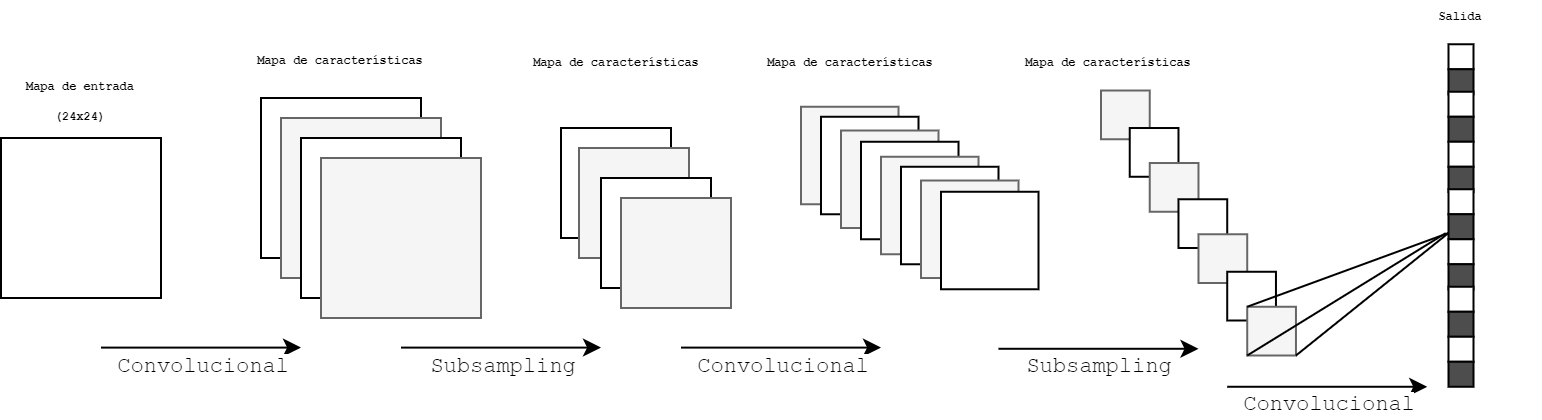 Salida
Mapa de características
Mapa de características
Mapa de características
Mapa de características
Mapa de entrada
(24x24)
Convolucional
Subsampling
Convolucional
Subsampling
Convolucional